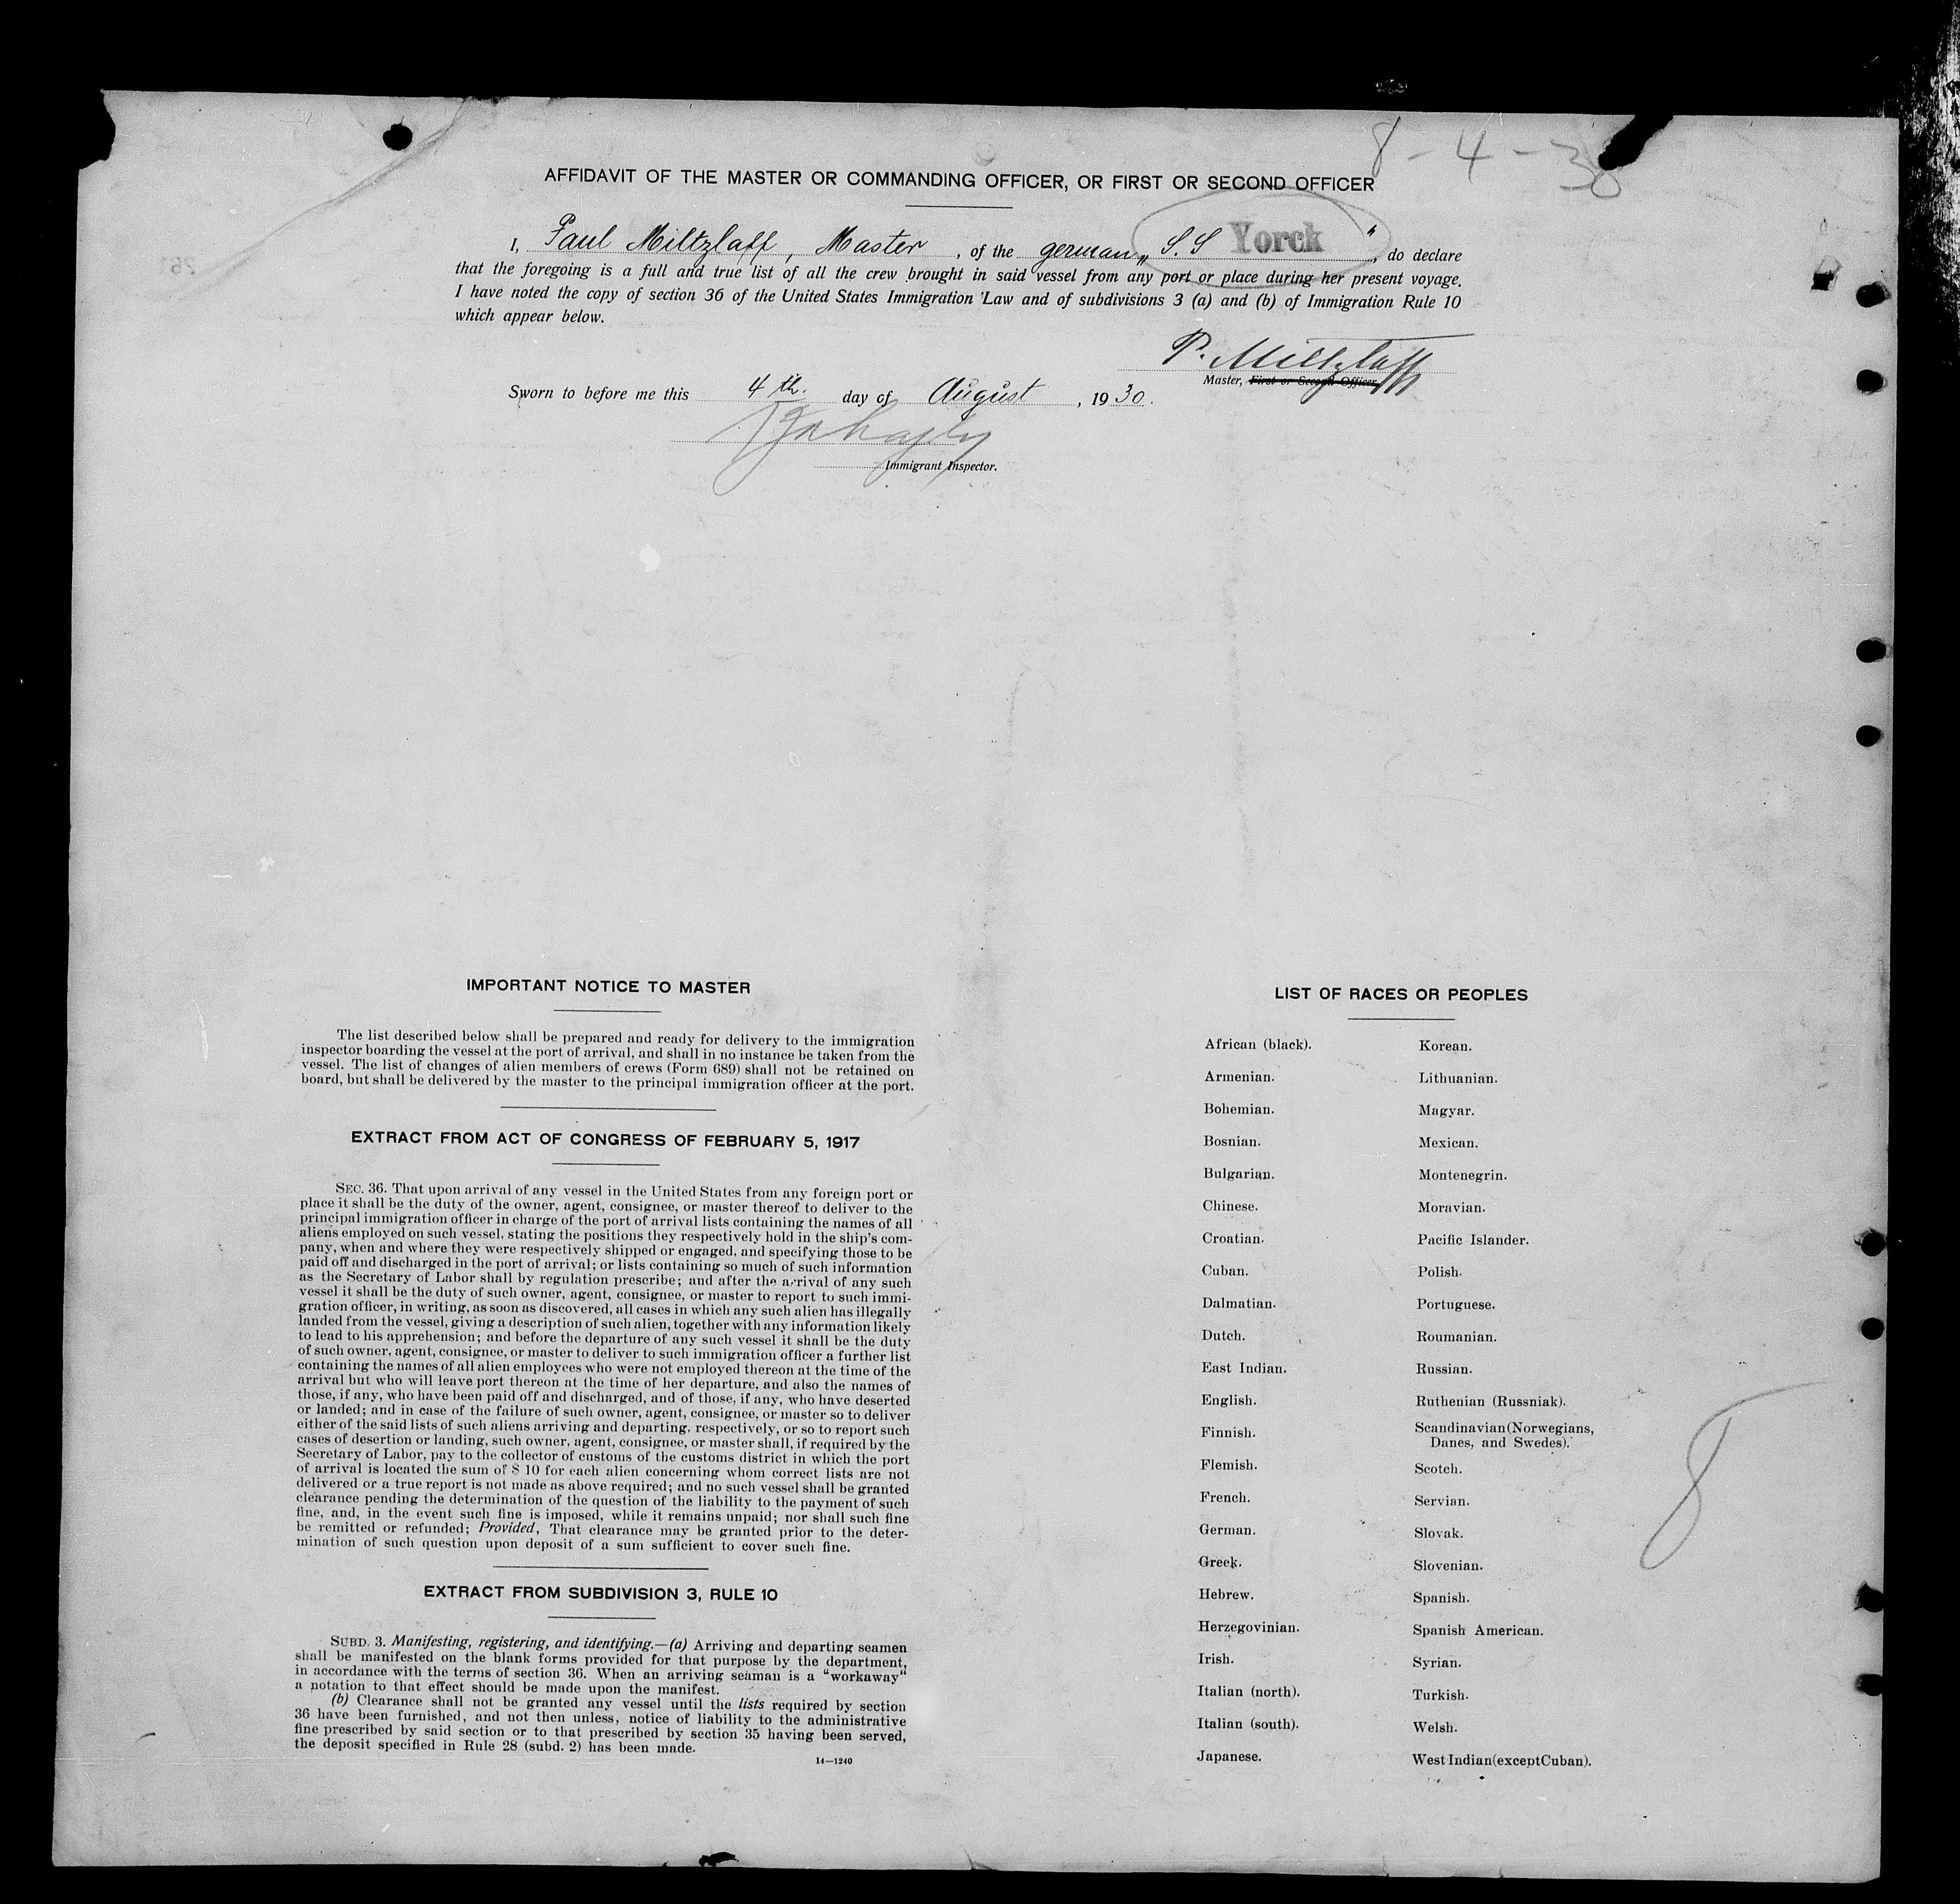 8-4-30
AFFIDAVIT OF THE MASTER OR COMMANDING OFFICER, OR FIRST OR SECOND OFFICER
I, Paul Miltzlaff, Master, of the german „S.S Yorck", do declare
that the foregoing is a full and true list of all the crew brought in said vessel from any port or place during her present voyage.
I have noted the copy of section 36 of the United States Immigration Law and of subdivisions 3 (a) and (b) of Immigration Rule 10
which appear below.
P. Miltzlaff
Master, First or Second Officer.
Sworn to before me this 4th. day of August, 1930.
Immigrant Inspector.
IMPORTANT NOTICE TO MASTER
The list described below shall be prepared and ready for delivery to the immigration
inspector boarding the vessel at the port of arrival, and shall in no instance be taken from the
vessel. The list of changes of alien members of crews (Form 689) shall not be retained on
board, but shall be delivered by the master to the principal immigration officer at the port.
EXTRACT FROM ACT OF CONGRESS OF FEBRUARY 5, 1917
SEC. 36. That upon arrival of any vessel in the United States from any foreign port or
place it shall be the duty of the owner, agent, consignee, or master thereof to deliver to the
principal immigration officer in charge of the port of arrival lists containing the names of all
aliens employed on such vessel, stating the positions they respectively hold in the ship's com-
pany, when and where they were respectively shipped or engaged, and specifying those to be
paid off and discharged in the port of arrival; or lists containing so much of such information
as the Secretary of Labor shall by regulation prescribe; and after the arrival of any such
vessel it shall be the duty of such owner, agent, consignee, or master to report to such immi-
gration officer, in writing, as soon as discovered, all cases in which any such alien has illegally
landed from the vessel, giving a description of such alien, together with any information likely
to lead to his apprehension; and before the departure of any such vessel it shall be the duty
of such owner, agent, consignee, or master to deliver to such immigration officer a further list
containing the names of all alien employees who were not employed thereon at the time of the
arrival but who will leave port thereon at the time of her departure, and also the names of
those, if any, who have been paid off and discharged, and of those, if any, who have deserted
or landed; and in case of the failure of such owner, agent, consignee, or master so to deliver
either of the said lists of such aliens arriving and departing, respectively, or so to report such
cases of desertion or landing, such owner, agent, consignee, or master shall, if required by the
Secretary of Labor, pay to the collector of customs of the customs district in which the port
of arrival is located the sum of $ 10 for each alien concerning whom correct lists are not
delivered or a true report is not made as above required; and no such vessel shall be granted
clearance pending the determination of the question of the liability to the payment of such
fine, and, in the event such fine is imposed, while it remains unpaid; nor shall such fine
be remitted or refunded; Provided, That clearance may be granted prior to the deter-
mination of such question upon deposit of a sum sufficient to cover such fine.
EXTRACT FROM SUBDIVISION 3, RULE 10
SUBD. 3. Manifesting, registering, and identifying.—(a) Arriving and departing seamen
shall be manifested on the blank forms provided for that purpose by the department,
in accordance with the terms of section 36. When an arriving seaman is a "workaway"
a notation to that effect should be made upon the manifest.
(b) Clearance shall not be granted any vessel until the lists required by section
36 have been furnished, and not then unless, notice of liability to the administrative
fine prescribed by said section or to that prescribed by section 35 having been served,
the deposit specified in Rule 28 (subd. 2) has been made.
14—1240
LIST OF RACES OR PEOPLES
African (black).
Armenian.
Bohemian.
Bosnian.
Bulgarian.
Chinese.
Croatian.
Cuban.
Dalmatian.
Dutch.
East Indian.
English.
Finnish.
Flemish.
French.
German.
Greek.
Hebrew.
Herzegovinian.
Irish.
Italian (north).
Italian (south).
Japanese.
Korean.
Lithuanian.
Magyar.
Mexican.
Montenegrin.
Moravian.
Pacific Islander.
Polish.
Portuguese.
Roumanian.
Russian.
Ruthenian (Russniak).
Scandinavian (Norwegians,
Danes, and Swedes).
Scotch.
Servian.
Slovak.
Slovenian.
Spanish.
Spanish American.
Syrian.
Turkish.
Welsh.
West Indian (except Cuban).
8